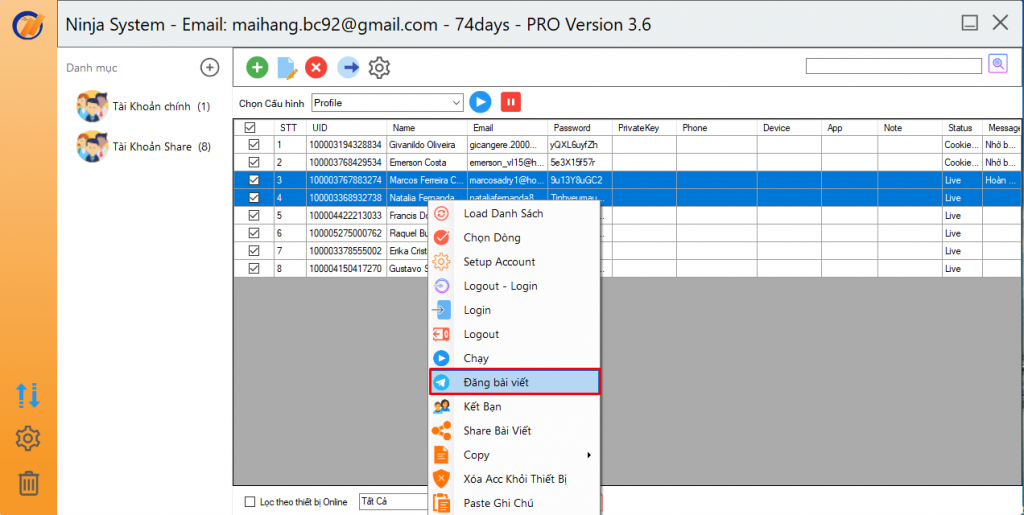 Ninja System - Email: maihang.bc92@gmail.com - 74days - PRO Version 3.6
Danh mục
Tài Khoản chính (1)
Tài Khoản Share (8)
Chọn Cấu hình Profile
STT UID Name Email Password PrivateKey Phone Device App Note Status Message
1 100003194328834 Givanildo Oliveira gicangere.2000... yQXL6uyfZh Cookie... Nhờ b...
2 100003768429534 Emerson Costa emerson_vl15@h... 5e3X15f57r Cookie... Nhờ b...
3 100003767883274 Marcos Ferreira C... marcosadry1@ho... 9u13Y8uGC2 Live Hoàn ...
4 100003368932738 Natalia Fernanda nataliafernanda8 Tinhyeumau... Live
5 100004422213033 Francis Do Live
6 100005275000762 Raquel Bu Live
7 100003378555002 Erika Crist Live
8 100004150417270 Gustavo S Live
Load Danh Sách
Chọn Dòng
Setup Account
Logout - Login
Login
Logout
Chạy
Đăng bài viết
Kết Bạn
Share Bài Viết
Copy
Xóa Acc Khỏi Thiết Bị
Paste Ghi Chú
Lọc theo thiết bị Online Tất Cả